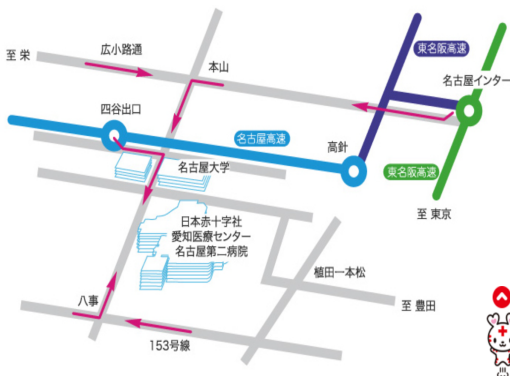 東名阪高速
広小路通
至 栄
本山
名古屋インター
四谷出口
名古屋高速
高針
名古屋大学
東名阪高速
至 東京
日本赤十字社
愛知医療センター
名古屋第二病院
植田一本松
八事
至 豊田
153号線